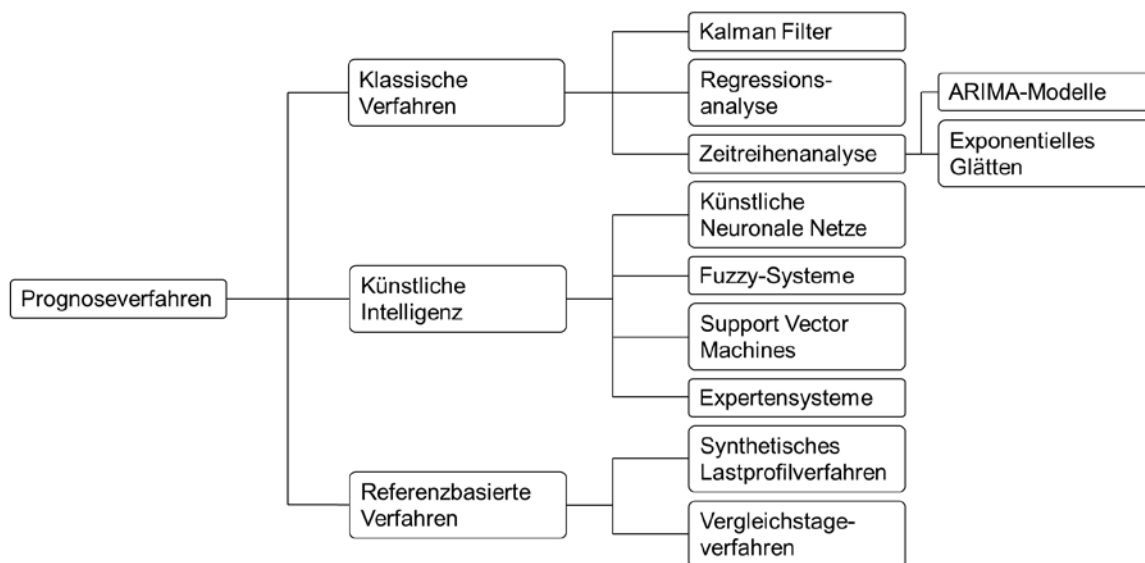 Prognoseverfahren
Klassische
Verfahren
Kalman Filter
Regressions-
analyse
Zeitreihenanalyse
ARIMA-Modelle
Exponentielles
Glätten
Künstliche
Intelligenz
Künstliche
Neuronale Netze
Fuzzy-Systeme
Support Vector
Machines
Expertensysteme
Referenzbasierte
Verfahren
Synthetisches
Lastprofilverfahren
Vergleichstage-
verfahren